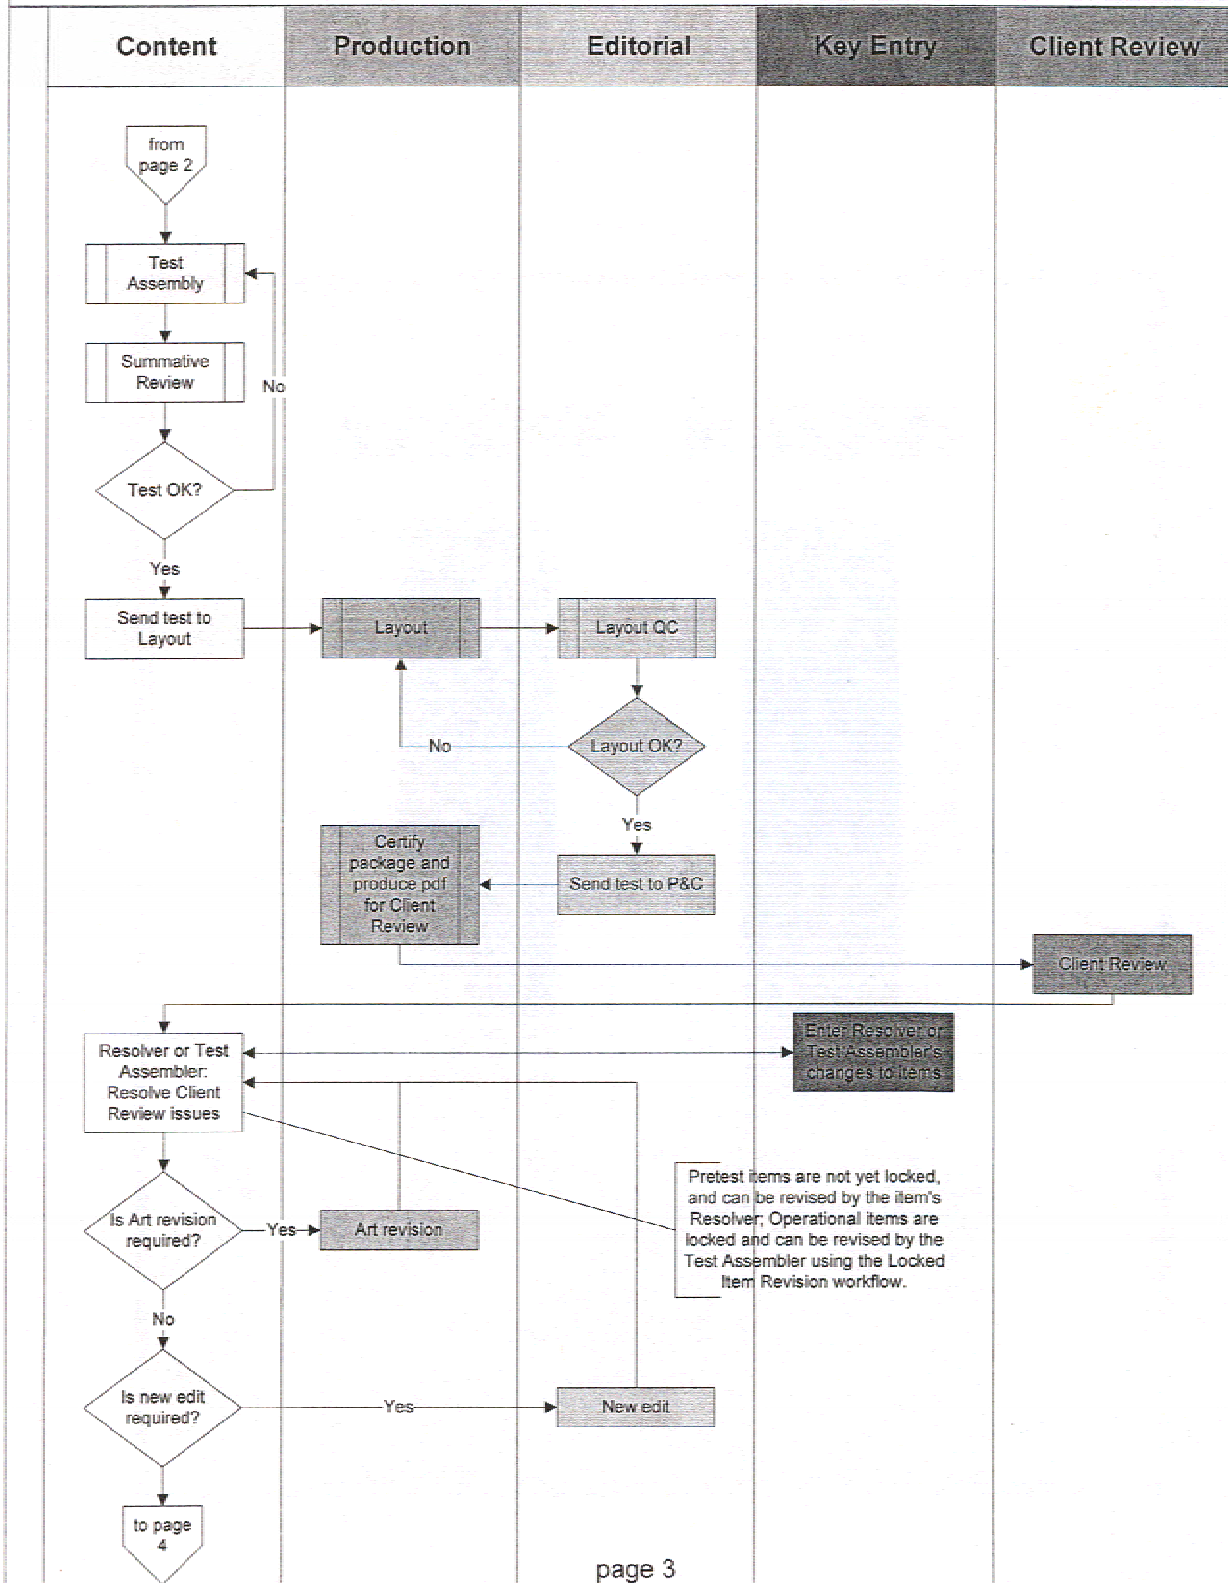 Content
Production
Editorial
Key Entry
Client Review
from
page 2
Test
Assembly
Summative
Review
No
Test OK?
Yes
Send test to
Layout
Layout
Layout QC
No
Layout OK?
Yes
Certify
package and
produce pdf
for Client
Review
Send test to P&C
Client Review
Resolver or Test
Assembler:
Resolve Client
Review issues
Enter Resolver or
Test Assembler's
changes to items
Pretest items are not yet locked,
and can be revised by the item's
Resolver; Operational items are
locked and can be revised by the
Test Assembler using the Locked
Item Revision workflow.
Is Art revision
required?
Yes
Art revision
No
Is new edit
required?
Yes
New edit
to page
4
page 3